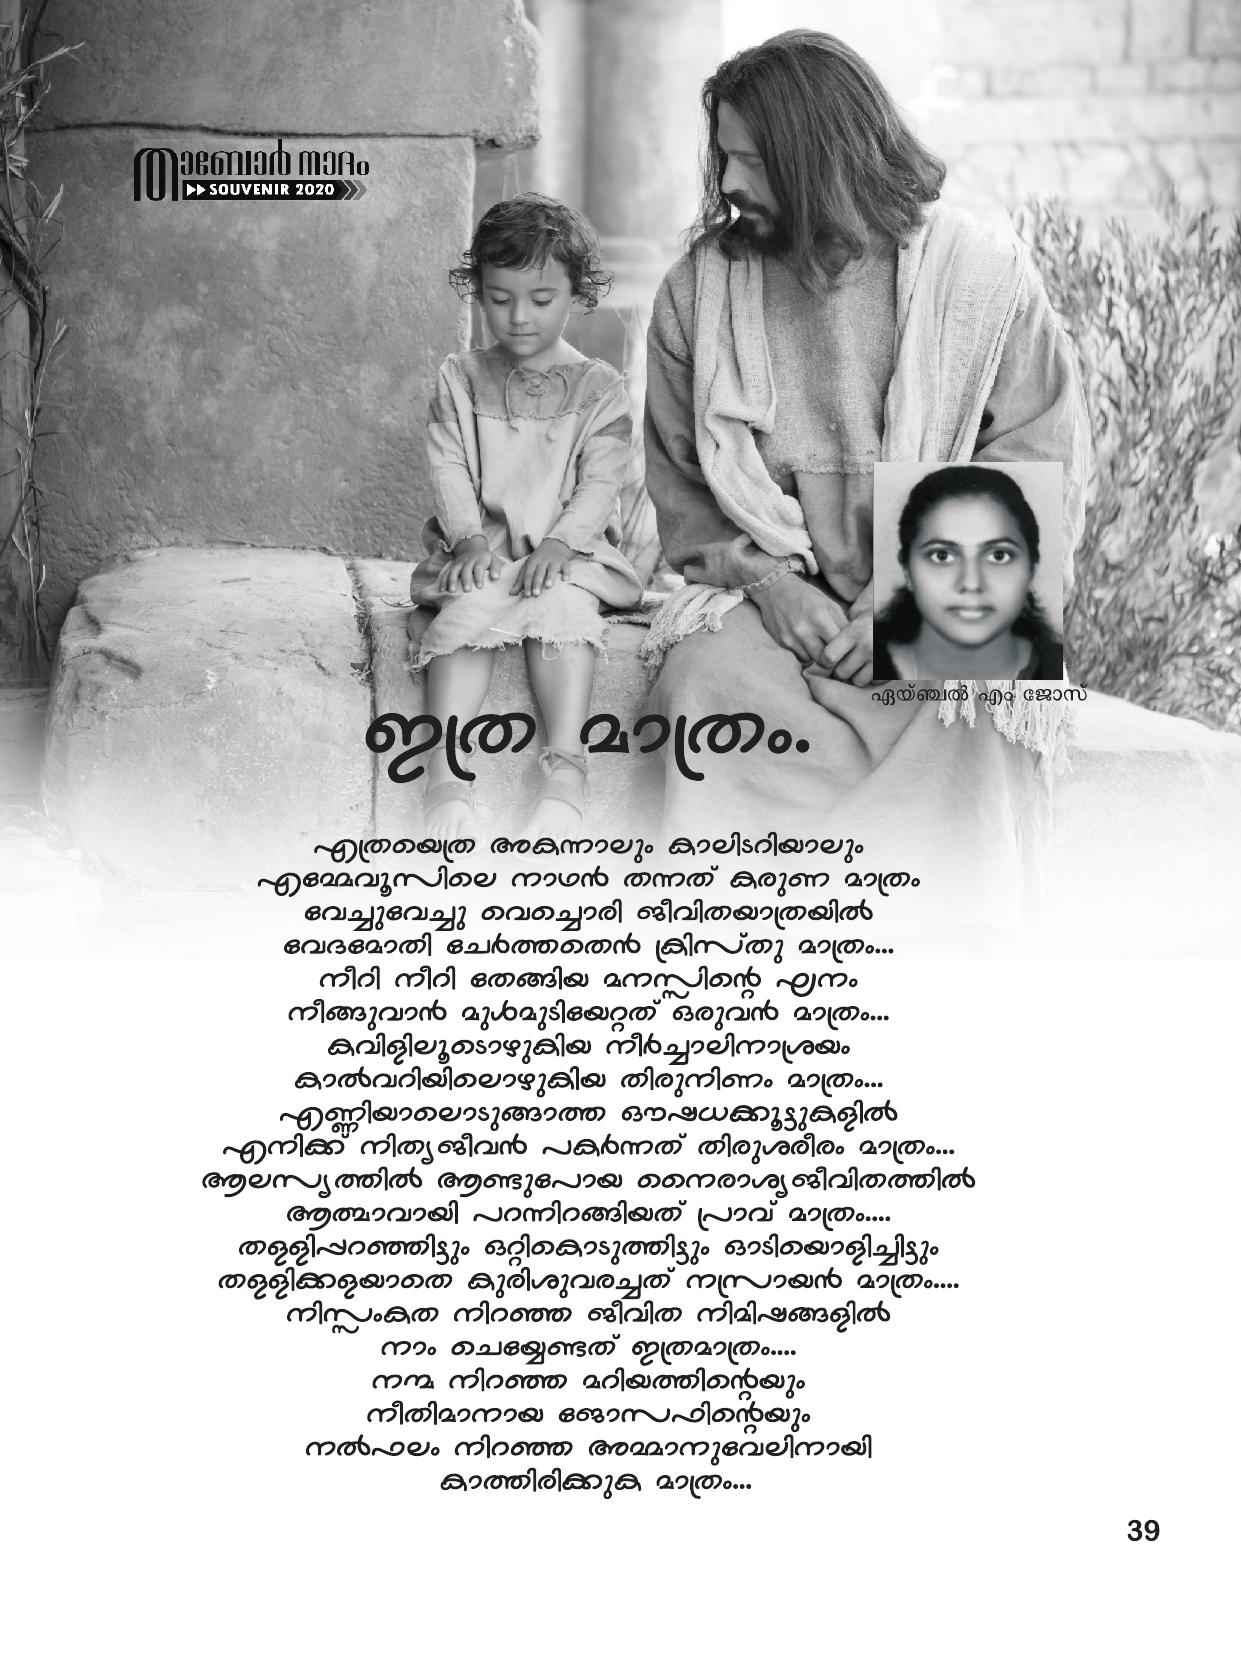 താബോർ നാദം
SOUVENIR 2020
ഏയ്ഞ്ചൽ എം ജോസ്
ഇത്ര മാത്രം.
എത്രയെത്ര അകന്നാലും കാലിടറിയാലും
എമ്മേവൂസിലെ നാഥൻ തന്നത് കരുണ മാത്രം
വേച്ചുവേച്ചു വെച്ചൊരി ജീവിതയാത്രയിൽ
വേദമോതി ചേർത്തതെൻ ക്രിസ്തു മാത്രം...
നീറി നീറി തേങ്ങിയ മനസ്സിന്റെ ഘനം
നീങ്ങുവാൻ മുൾമുടിയേറ്റത് ഒരുവൻ മാത്രം...
കവിളിലൂടൊഴുകിയ നീർച്ചാലിനാശ്രയം
കാൽവറിയിലൊഴുകിയ തിരുനിണം മാത്രം...
എണ്ണിയാലൊടുങ്ങാത്ത ഔഷധക്കൂട്ടുകളിൽ
എനിക്ക് നിത്യജീവൻ പകർന്നത് തിരുശരീരം മാത്രം...
ആലസ്യത്തിൽ ആണ്ടുപോയ നൈരാശ്യജീവിതത്തിൽ
ആത്മാവായി പറന്നിറങ്ങിയത് പ്രാവ് മാത്രം....
തള്ളിപ്പറഞ്ഞിട്ടും ഒറ്റികൊടുത്തിട്ടും ഓടിയൊളിച്ചിട്ടും
തള്ളിക്കളയാതെ കുരിശുവരച്ചത് നസ്രായൻ മാത്രം....
നിസ്സംകത നിറഞ്ഞ ജീവിത നിമിഷങ്ങളിൽ
നാം ചെയ്യേണ്ടത് ഇത്രമാത്രം....
നന്മ നിറഞ്ഞ മറിയത്തിന്റെയും
നീതിമാനായ ജോസഫിന്റെയും
നൽഫലം നിറഞ്ഞ അമ്മാനുവേലിനായി
കാത്തിരിക്കുക മാത്രം...
39